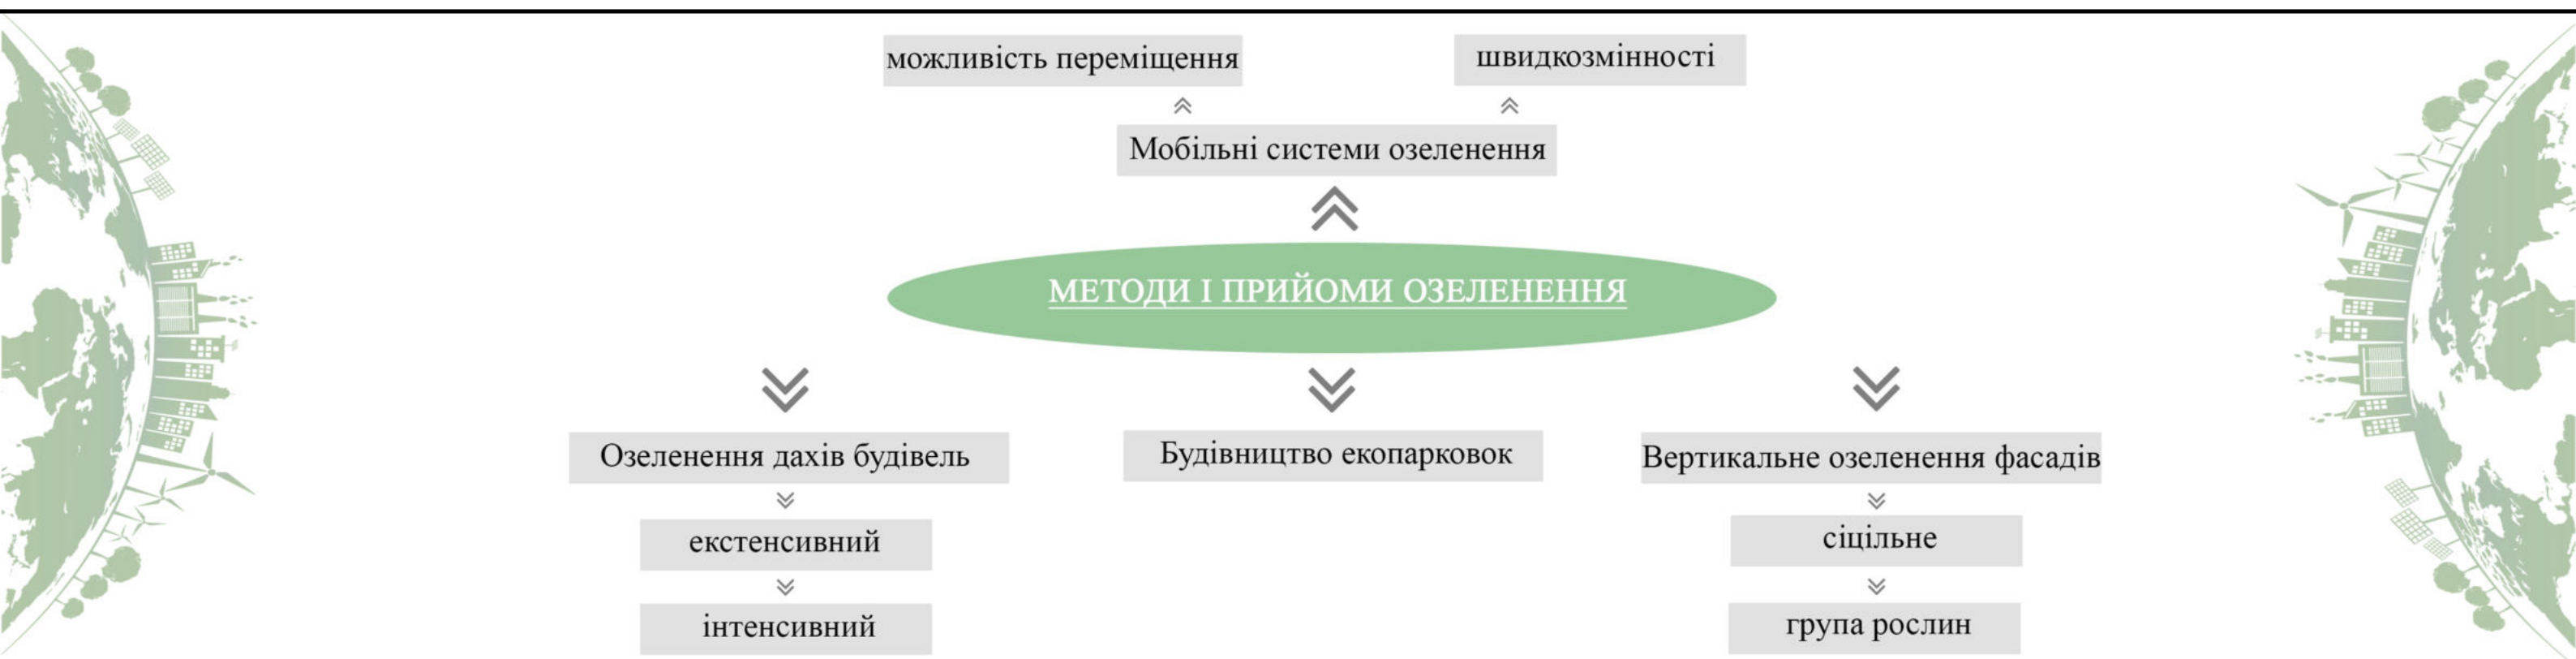 можливість переміщення
швидкозмінності
Мобільні системи озеленення
МЕТОДИ І ПРИЙОМИ ОЗЕЛЕНЕННЯ
Озеленення дахів будівель
Будівництво екопарковок
Вертикальне озеленення фасадів
екстенсивний
сіцільне
інтенсивний
група рослин